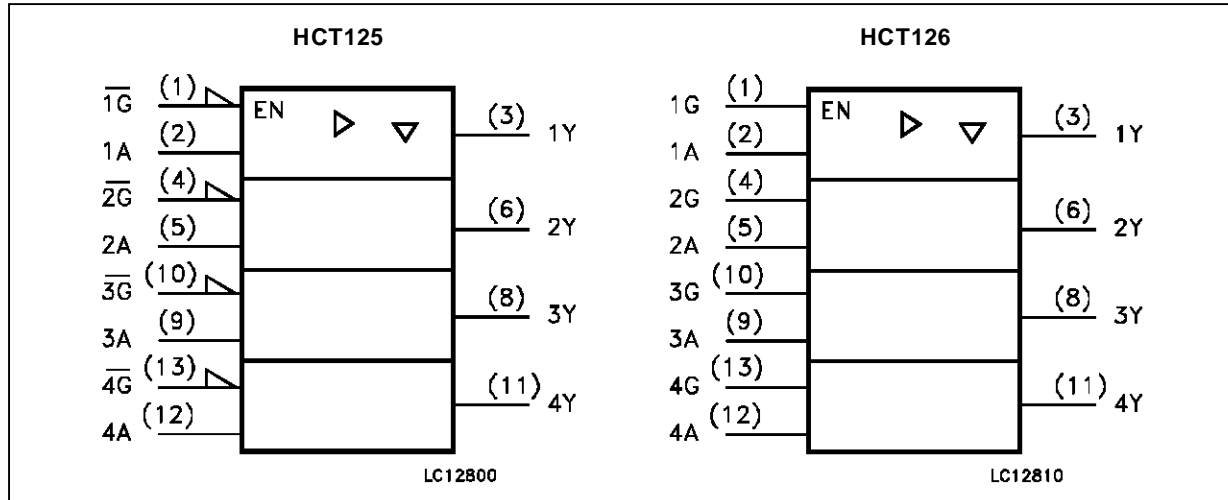 HCT125
1G (1)
EN
1A (2)
(3) 1Y
2G (4)
2A (5)
(6) 2Y
3G (10)
3A (9)
(8) 3Y
4G (13)
4A (12)
(11) 4Y
LC12800
HCT126
1G (1)
EN
1A (2)
(3) 1Y
2G (4)
2A (5)
(6) 2Y
3G (10)
3A (9)
(8) 3Y
4G (13)
4A (12)
(11) 4Y
LC12810